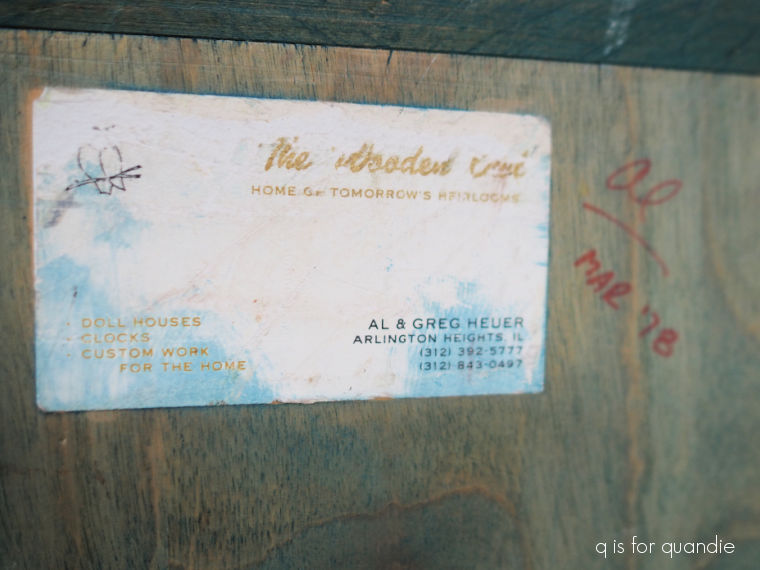 The Wooden
HOME OF TOMORROW'S HEIRLOOMS
DOLL HOUSES
CLOCKS
CUSTOM WORK
FOR THE HOME
AL & GREG HEUER
ARLINGTON HEIGHTS, IL
(312) 392-5777
(312) 843-0497
Al
MAR '78
q is for quandie